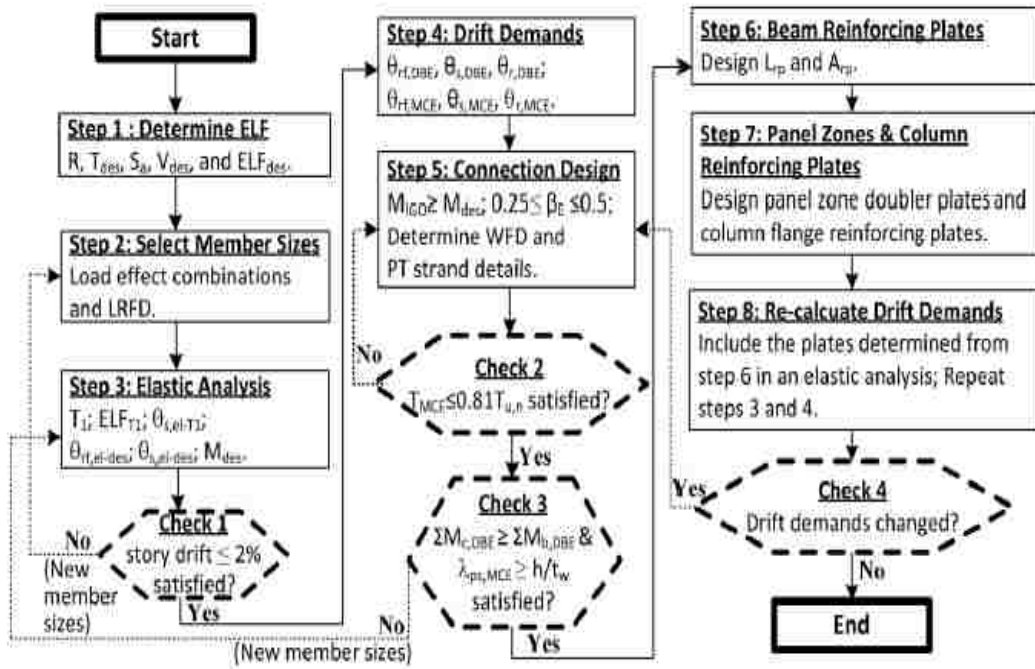 Start
Step 1 : Determine ELF
R, T_des, S_a, V_des, and ELF_des.
Step 2: Select Member Sizes
Load effect combinations
and LRFD.
Step 3: Elastic Analysis
T_1; ELF_T1; θ_s,el-T1;
θ_rf,el-des; θ_s,el-des; M_des.
Check 1
story drift ≤ 2%
satisfied?
No
(New
member
sizes)
Yes
Step 4: Drift Demands
θ_rf,DBE, θ_s,DBE, θ_r,DBE;
θ_rf,MCE, θ_s,MCE, θ_r,MCE.
Step 5: Connection Design
M_IGO ≥ M_des; 0.25≤ β_E ≤0.5;
Determine WFD and
PT strand details.
No
Check 2
T_MCE≤0.81T_u,n satisfied?
Yes
Check 3
ΣM_c,DBE ≥ ΣM_b,DBE &
λ_ps,MCE ≥ h/t_w
satisfied?
No
(New member sizes)
Yes
Step 6: Beam Reinforcing Plates
Design L_rp and A_rp.
Step 7: Panel Zones & Column
Reinforcing Plates
Design panel zone doubler plates and
column flange reinforcing plates.
Step 8: Re-calcuate Drift Demands
Include the plates determined from
step 6 in an elastic analysis; Repeat
steps 3 and 4.
Yes
Check 4
Drift demands changed?
No
End